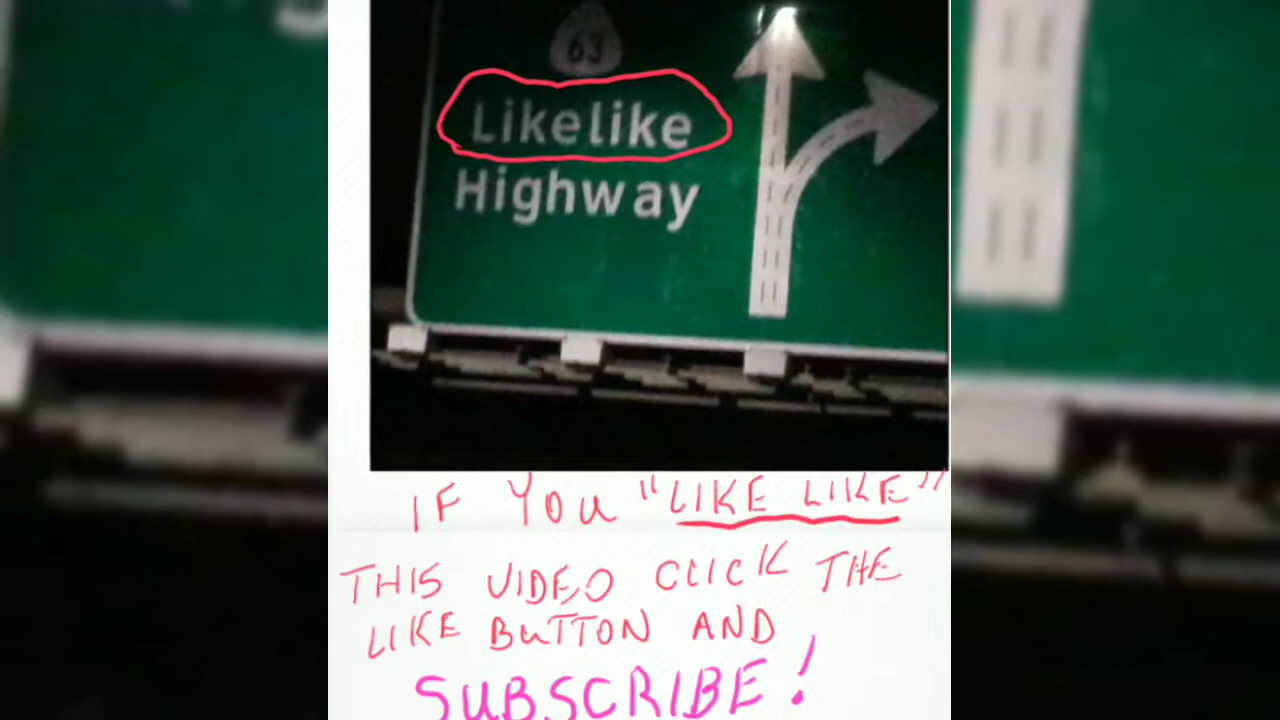 63
Likelike
Highway
IF YOU "LIKE LIKE"
THIS VIDEO CLICK THE
LIKE BUTTON AND
SUBSCRIBE!